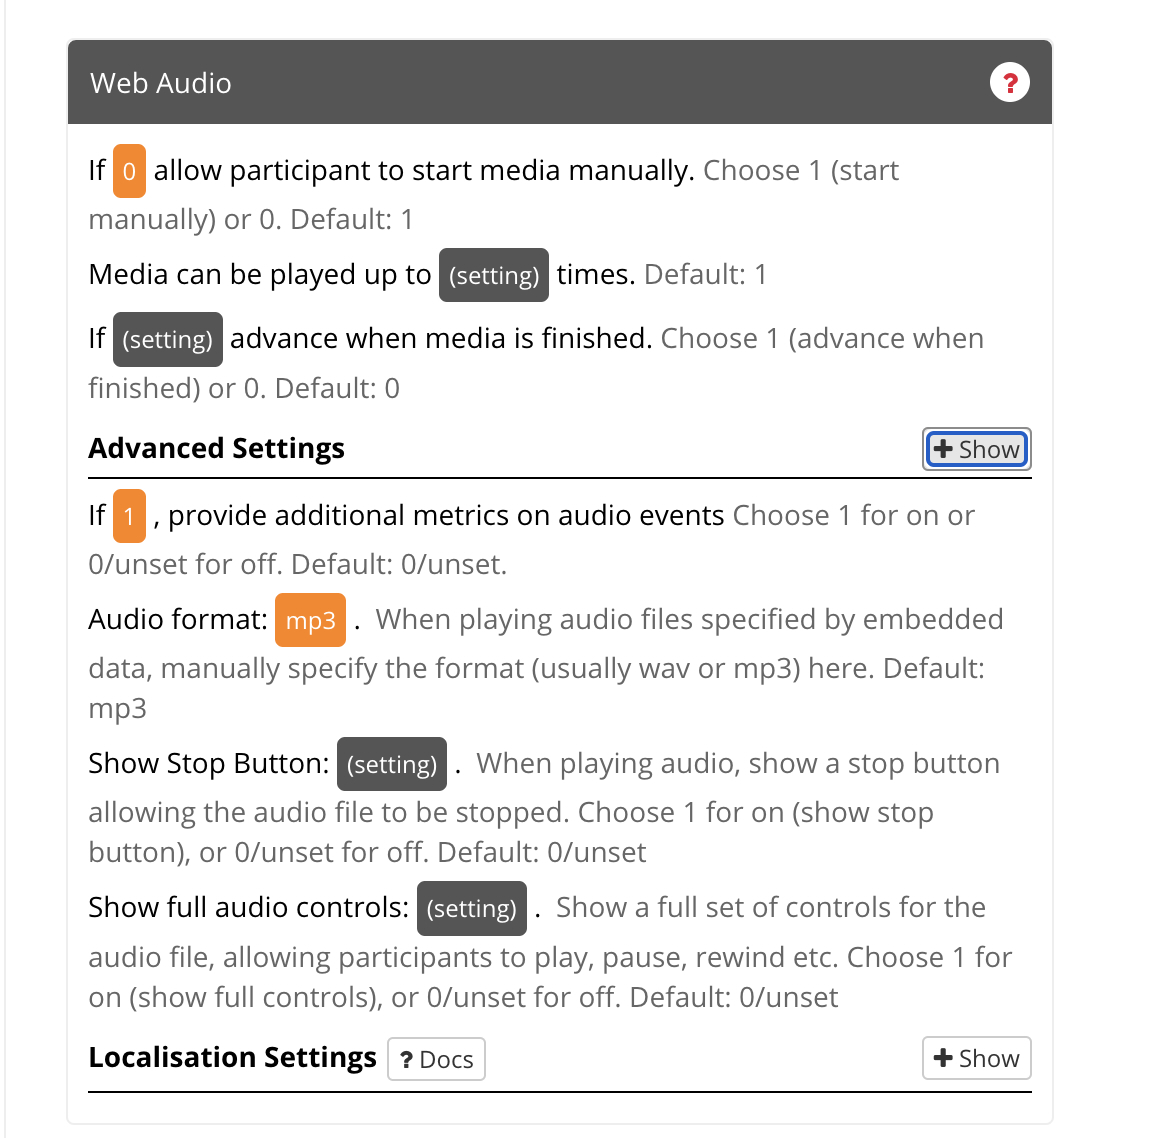 Web Audio ?
If 0 allow participant to start media manually. Choose 1 (start
manually) or 0. Default: 1
Media can be played up to (setting) times. Default: 1
If (setting) advance when media is finished. Choose 1 (advance when
finished) or 0. Default: 0
Advanced Settings + Show
If 1 , provide additional metrics on audio events Choose 1 for on or
0/unset for off. Default: 0/unset.
Audio format: mp3 . When playing audio files specified by embedded
data, manually specify the format (usually wav or mp3) here. Default:
mp3
Show Stop Button: (setting) . When playing audio, show a stop button
allowing the audio file to be stopped. Choose 1 for on (show stop
button), or 0/unset for off. Default: 0/unset
Show full audio controls: (setting) . Show a full set of controls for the
audio file, allowing participants to play, pause, rewind etc. Choose 1 for
on (show full controls), or 0/unset for off. Default: 0/unset
Localisation Settings ? Docs + Show